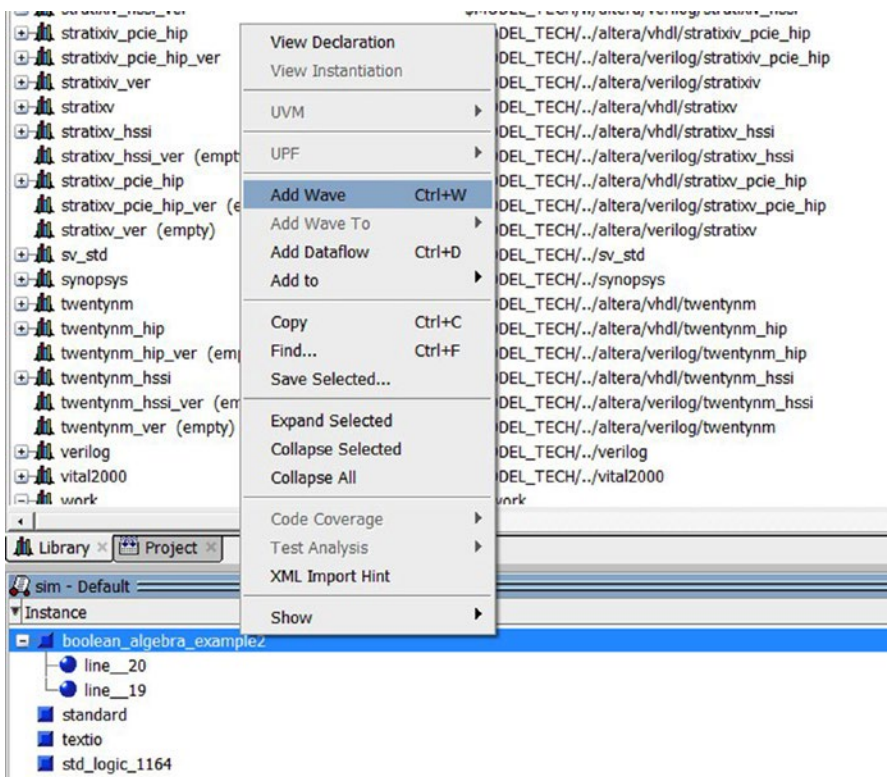 stratixiv_pcie_hip DEL_TECH/../altera/vhdl/stratixiv_pcie_hip
stratixiv_pcie_hip_ver DEL_TECH/../altera/verilog/stratixiv_pcie_hip
stratixiv_ver DEL_TECH/../altera/verilog/stratixiv
stratixv DEL_TECH/../altera/vhdl/stratixv
stratixv_hssi DEL_TECH/../altera/vhdl/stratixv_hssi
stratixv_hssi_ver (empt DEL_TECH/../altera/verilog/stratixv_hssi
stratixv_pcie_hip DEL_TECH/../altera/vhdl/stratixv_pcie_hip
stratixv_pcie_hip_ver (e DEL_TECH/../altera/verilog/stratixv_pcie_hip
stratixv_ver (empty) DEL_TECH/../altera/verilog/stratixv
sv_std DEL_TECH/../sv_std
synopsys DEL_TECH/../synopsys
twentynm DEL_TECH/../altera/vhdl/twentynm
twentynm_hip DEL_TECH/../altera/vhdl/twentynm_hip
twentynm_hip_ver (em DEL_TECH/../altera/verilog/twentynm_hip
twentynm_hssi DEL_TECH/../altera/vhdl/twentynm_hssi
twentynm_hssi_ver (em DEL_TECH/../altera/verilog/twentynm_hssi
twentynm_ver (empty) DEL_TECH/../altera/verilog/twentynm
verilog DEL_TECH/../verilog
vital2000 DEL_TECH/../vital2000
work work
View Declaration
View Instantiation
UVM
UPF
Add Wave Ctrl+W
Add Wave To
Add Dataflow Ctrl+D
Add to
Copy Ctrl+C
Find... Ctrl+F
Save Selected...
Expand Selected
Collapse Selected
Collapse All
Code Coverage
Test Analysis
XML Import Hint
Show
Library Project
sim - Default
Instance
boolean_algebra_example2
line__20
line__19
standard
textio
std_logic_1164